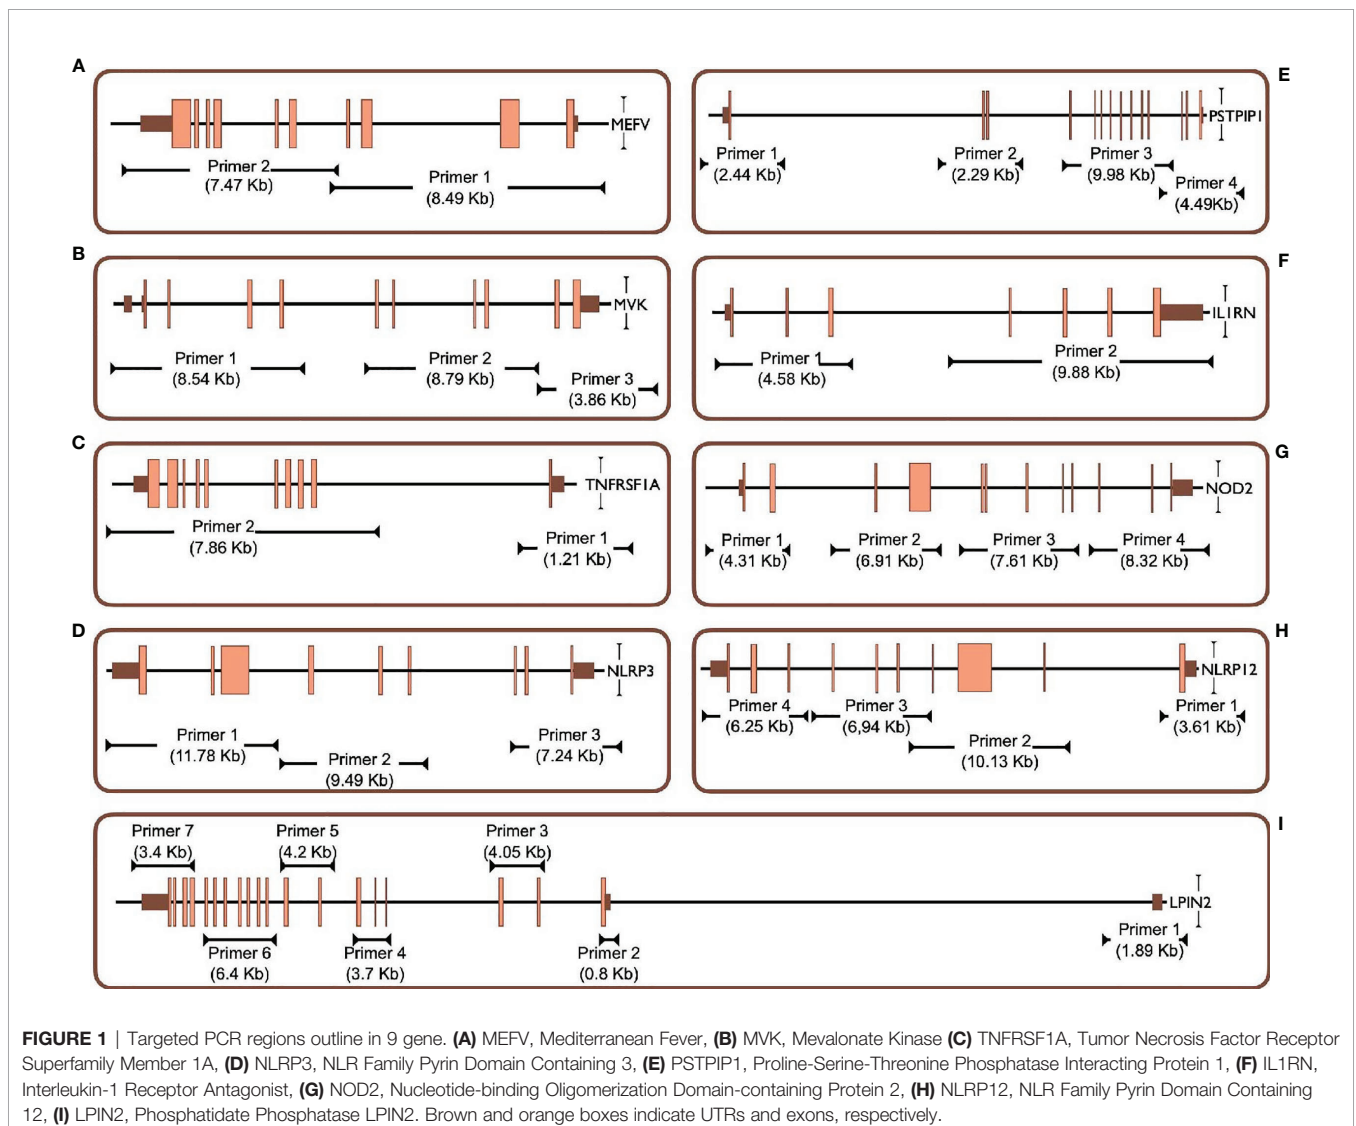 A
MEFV
Primer 2
(7.47 Kb)
Primer 1
(8.49 Kb)
B
MVK
Primer 1
(8.54 Kb)
Primer 2
(8.79 Kb)
Primer 3
(3.86 Kb)
C
TNFRSF1A
Primer 2
(7.86 Kb)
Primer 1
(1.21 Kb)
D
NLRP3
Primer 1
(11.78 Kb)
Primer 2
(9.49 Kb)
Primer 3
(7.24 Kb)
E
PSTPIP1
Primer 1
(2.44 Kb)
Primer 2
(2.29 Kb)
Primer 3
(9.98 Kb)
Primer 4
(4.49Kb)
F
IL1RN
Primer 1
(4.58 Kb)
Primer 2
(9.88 Kb)
G
NOD2
Primer 1
(4.31 Kb)
Primer 2
(6.91 Kb)
Primer 3
(7.61 Kb)
Primer 4
(8.32 Kb)
H
NLRP12
Primer 4
(6.25 Kb)
Primer 3
(6,94 Kb)
Primer 2
(10.13 Kb)
Primer 1
(3.61 Kb)
I
Primer 7
(3.4 Kb)
Primer 5
(4.2 Kb)
Primer 3
(4.05 Kb)
LPIN2
Primer 6
(6.4 Kb)
Primer 4
(3.7 Kb)
Primer 2
(0.8 Kb)
Primer 1
(1.89 Kb)
FIGURE 1 | Targeted PCR regions outline in 9 gene. (A) MEFV, Mediterranean Fever, (B) MVK, Mevalonate Kinase (C) TNFRSF1A, Tumor Necrosis Factor Receptor
Superfamily Member 1A, (D) NLRP3, NLR Family Pyrin Domain Containing 3, (E) PSTPIP1, Proline-Serine-Threonine Phosphatase Interacting Protein 1, (F) IL1RN,
Interleukin-1 Receptor Antagonist, (G) NOD2, Nucleotide-binding Oligomerization Domain-containing Protein 2, (H) NLRP12, NLR Family Pyrin Domain Containing
12, (I) LPIN2, Phosphatidate Phosphatase LPIN2. Brown and orange boxes indicate UTRs and exons, respectively.